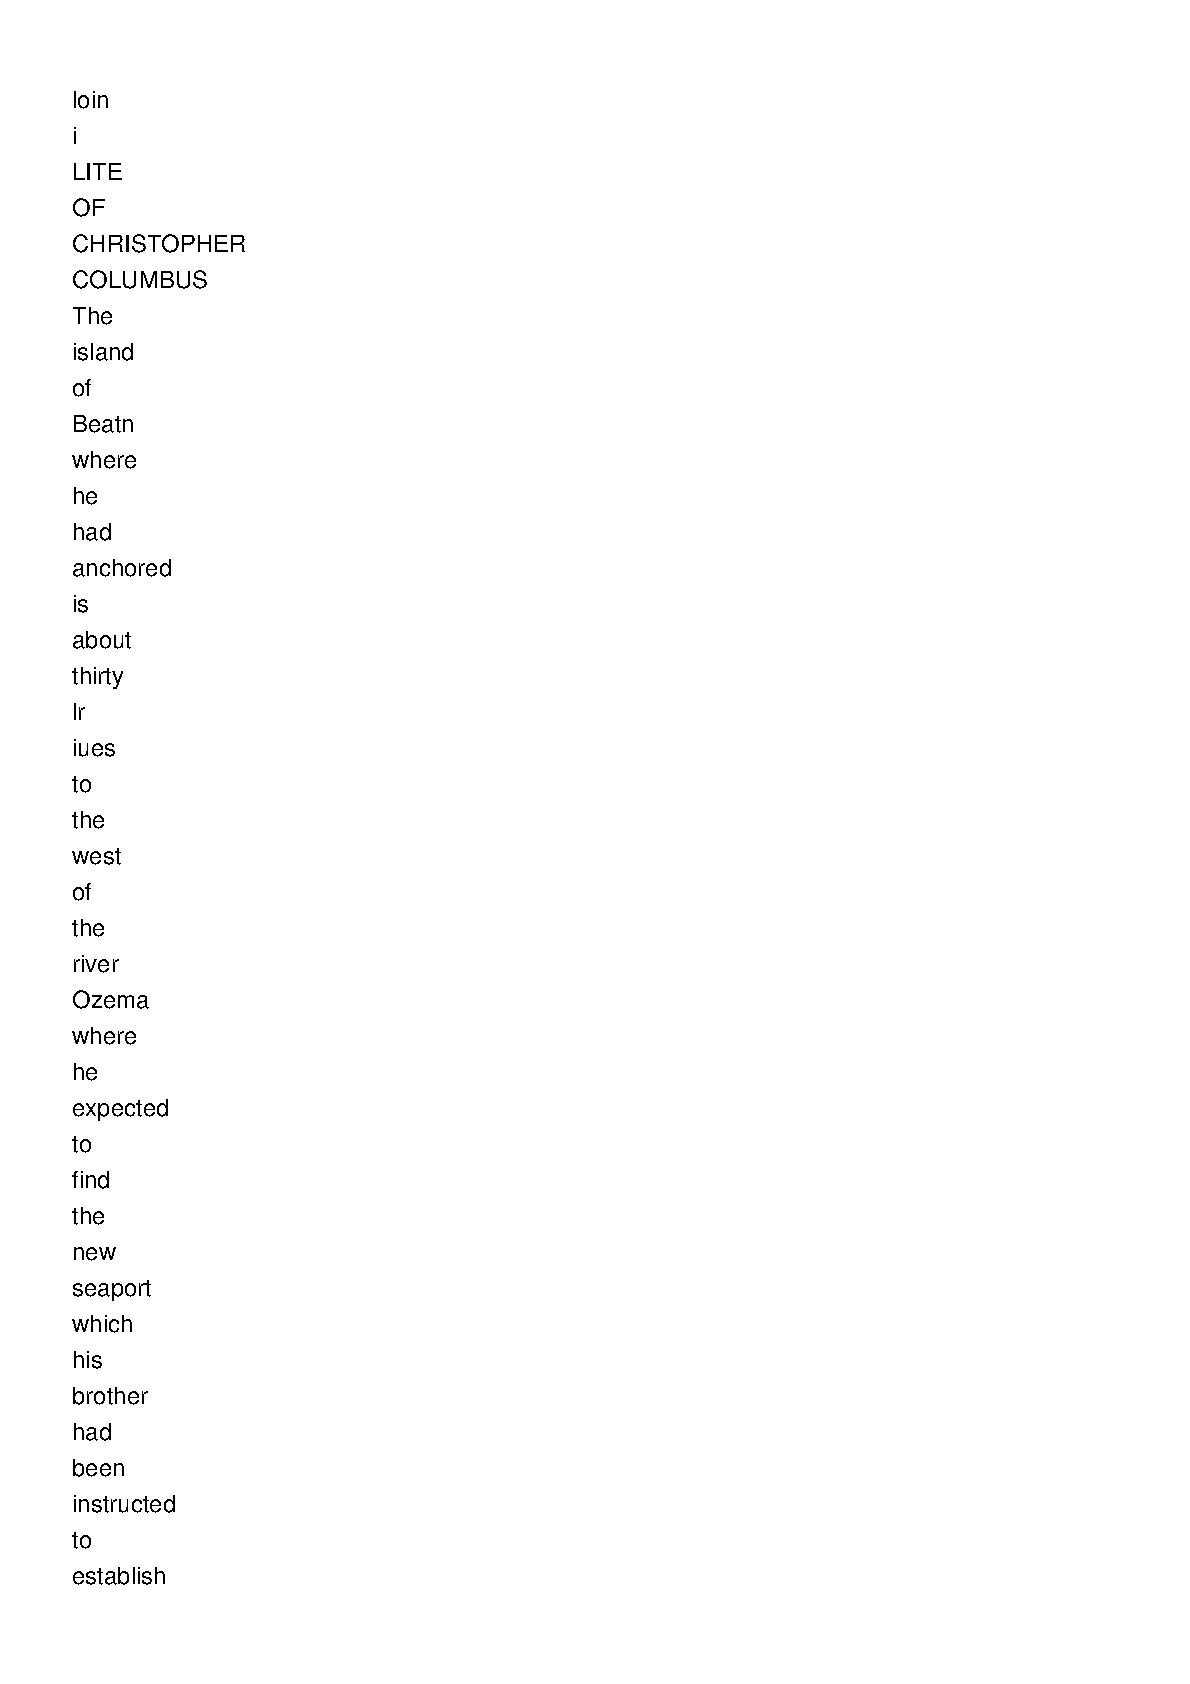 loin
i
LITE
OF
CHRISTOPHER
COLUMBUS
The
island
of
Beatn
where
he
had
anchored
is
about
thirty
lr
iues
to
the
west
of
the
river
Ozema
where
he
expected
to
find
the
new
seaport
which
his
brother
had
been
instructed
to
establish